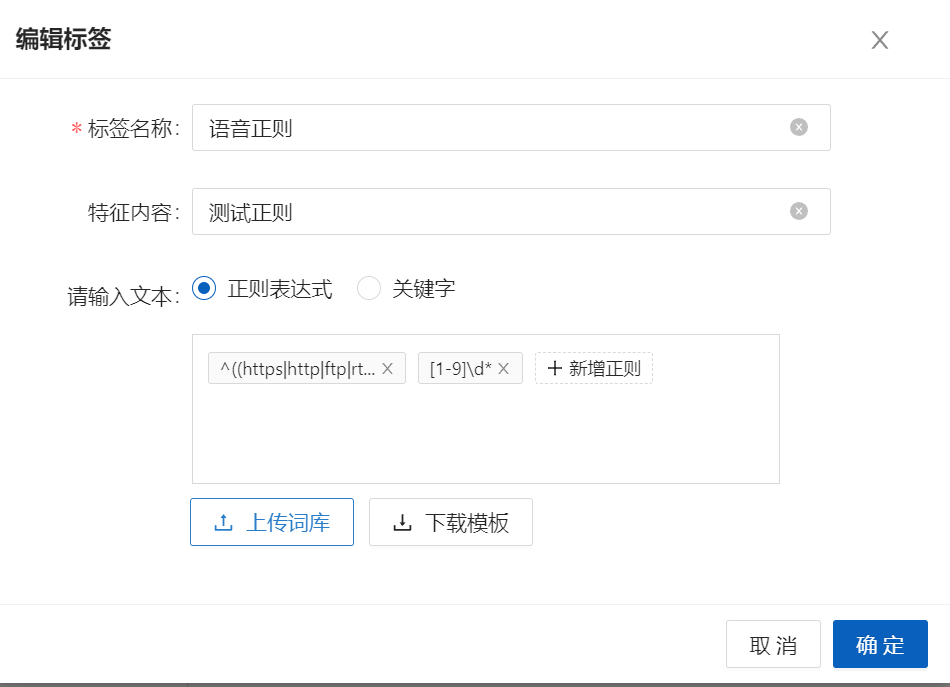 编辑标签
* 标签名称:
语音正则
特征内容:
测试正则
请输入文本:
正则表达式
关键字
^((https|http|ftp|rt...
[1-9]\d*
新增正则
上传词库
下载模板
取 消
确 定